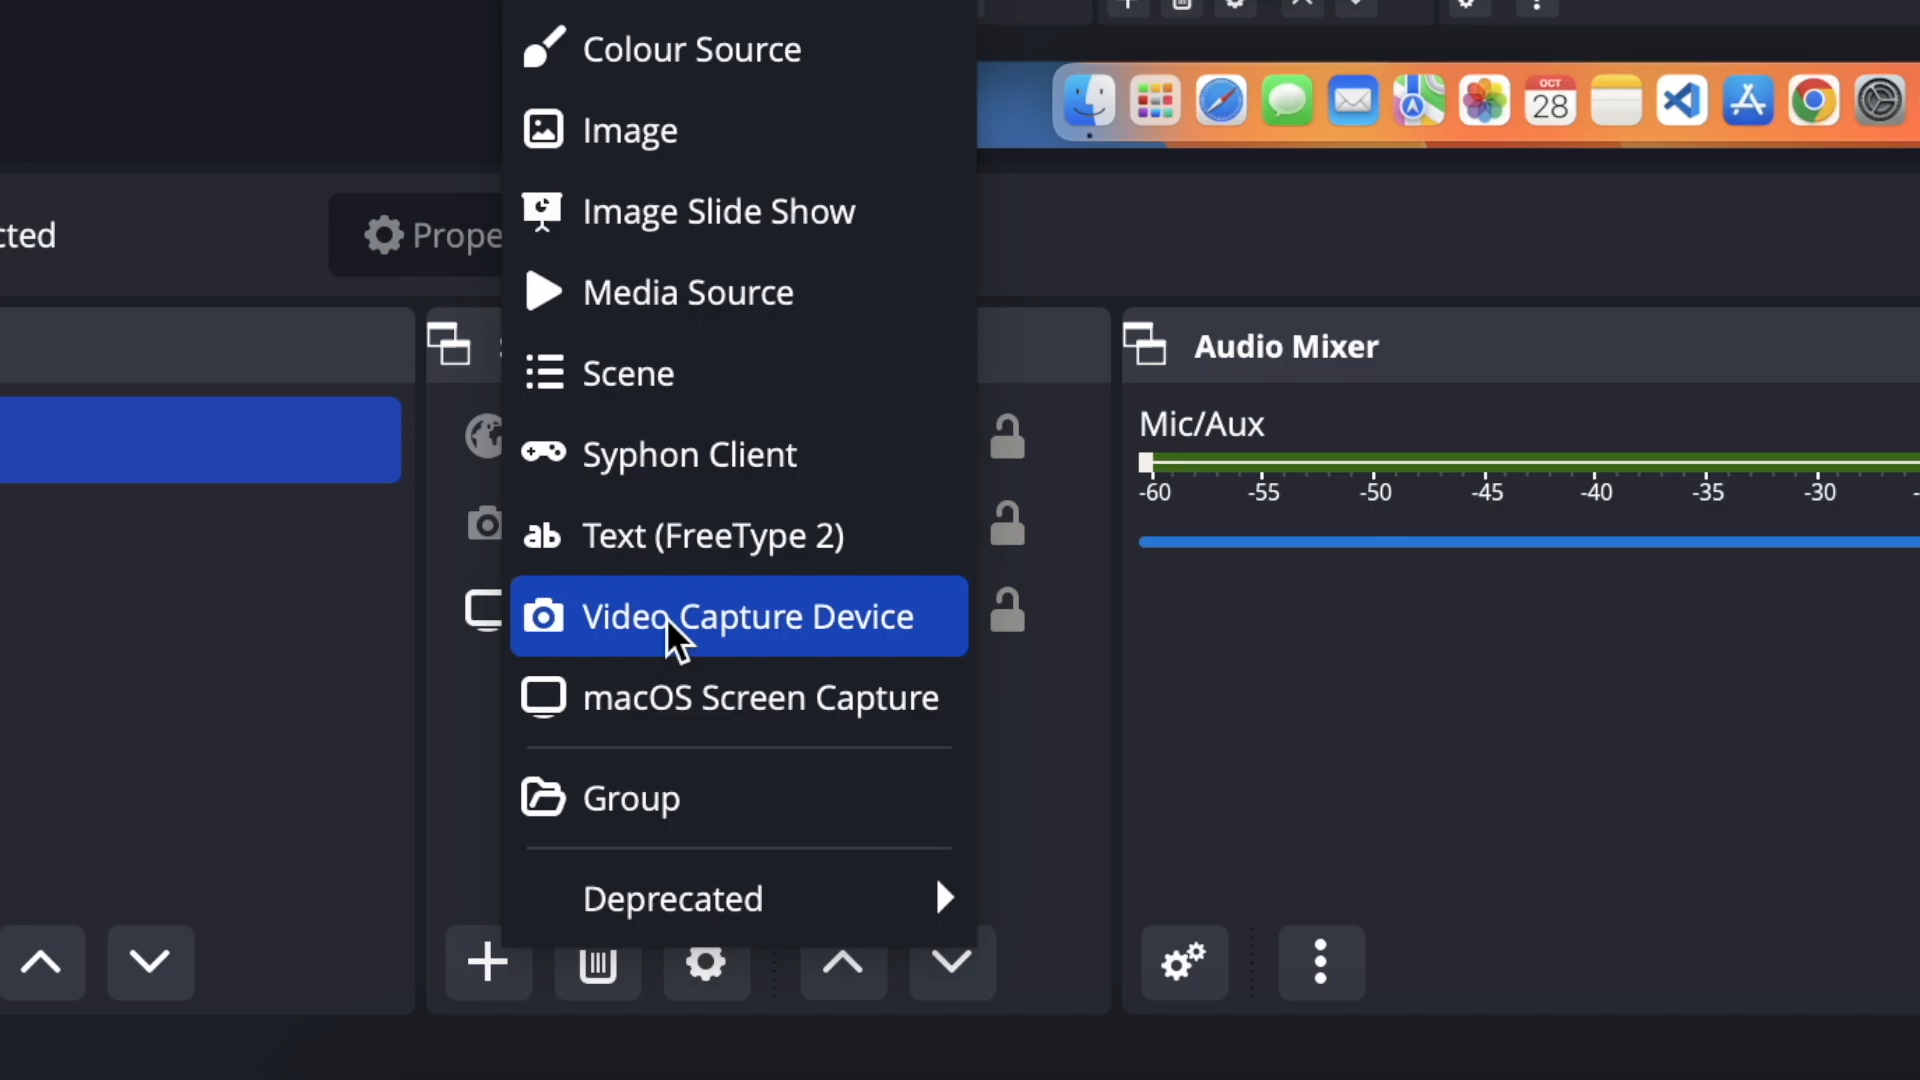 Colour Source
Image
OCT
28
Image Slide Show
cted
Prope
Media Source
Audio Mixer
Scene
Mic/Aux
Syphon Client
-60 -55 -50 -45 -40 -35 -30
ab Text (FreeType 2)
Video Capture Device
macOS Screen Capture
Group
Deprecated